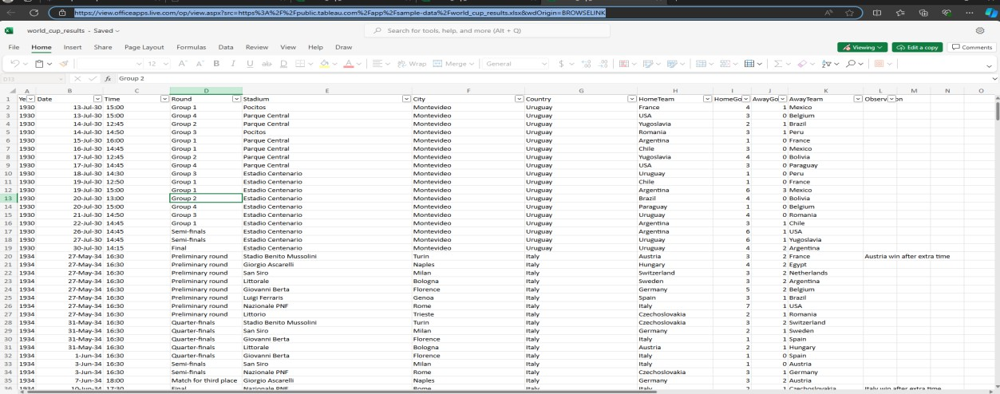 https://view.officeapps.live.com/op/view.aspx?src=https%3A%2F%2Fpublic.tableau.com%2Fapp%2Fsample-data%2Fworld_cup_results.xlsx&wdOrigin=BROWSELINK
world_cup_results - Saved
Search for tools, help, and more (Alt + Q)
File Home Insert Share Page Layout Formulas Data Review View Help Draw Viewing Edit a copy Comments
12 A A B I U ab D A Wrap Merge General $
D13 fx Group 2
A B C D E F G H I J K L M N O
1 Ye Date Time Round Stadium City Country HomeTeam HomeGo AwayGo AwayTeam Observ on
2 1930 13-Jul-30 15:00 Group 1 Pocitos Montevideo Uruguay France 4 1 Mexico
3 1930 13-Jul-30 15:00 Group 4 Parque Central Montevideo Uruguay USA 3 0 Belgium
4 1930 14-Jul-30 12:45 Group 2 Parque Central Montevideo Uruguay Yugoslavia 2 1 Brazil
5 1930 14-Jul-30 14:50 Group 3 Pocitos Montevideo Uruguay Romania 3 1 Peru
6 1930 15-Jul-30 16:00 Group 1 Parque Central Montevideo Uruguay Argentina 1 0 France
7 1930 16-Jul-30 14:45 Group 1 Parque Central Montevideo Uruguay Chile 3 0 Mexico
8 1930 17-Jul-30 12:45 Group 2 Parque Central Montevideo Uruguay Yugoslavia 4 0 Bolivia
9 1930 17-Jul-30 14:45 Group 4 Parque Central Montevideo Uruguay USA 3 0 Paraguay
10 1930 18-Jul-30 14:30 Group 3 Estadio Centenario Montevideo Uruguay Uruguay 1 0 Peru
11 1930 19-Jul-30 12:50 Group 1 Estadio Centenario Montevideo Uruguay Chile 1 0 France
12 1930 19-Jul-30 15:00 Group 1 Estadio Centenario Montevideo Uruguay Argentina 6 3 Mexico
13 1930 20-Jul-30 13:00 Group 2 Estadio Centenario Montevideo Uruguay Brazil 4 0 Bolivia
14 1930 20-Jul-30 15:00 Group 4 Estadio Centenario Montevideo Uruguay Paraguay 1 0 Belgium
15 1930 21-Jul-30 14:50 Group 3 Estadio Centenario Montevideo Uruguay Uruguay 4 0 Romania
16 1930 22-Jul-30 14:45 Group 1 Estadio Centenario Montevideo Uruguay Argentina 3 1 Chile
17 1930 26-Jul-30 14:45 Semi-finals Estadio Centenario Montevideo Uruguay Argentina 6 1 USA
18 1930 27-Jul-30 14:45 Semi-finals Estadio Centenario Montevideo Uruguay Uruguay 6 1 Yugoslavia
19 1930 30-Jul-30 14:15 Final Estadio Centenario Montevideo Uruguay Uruguay 4 2 Argentina
20 1934 27-May-34 16:30 Preliminary round Stadio Benito Mussolini Turin Italy Austria 3 2 France Austria win after extra time
21 1934 27-May-34 16:30 Preliminary round Giorgio Ascarelli Naples Italy Hungary 4 2 Egypt
22 1934 27-May-34 16:30 Preliminary round San Siro Milan Italy Switzerland 3 2 Netherlands
23 1934 27-May-34 16:30 Preliminary round Littorale Bologna Italy Sweden 3 2 Argentina
24 1934 27-May-34 16:30 Preliminary round Giovanni Berta Florence Italy Germany 5 2 Belgium
25 1934 27-May-34 16:30 Preliminary round Luigi Ferraris Genoa Italy Spain 3 1 Brazil
26 1934 27-May-34 16:30 Preliminary round Nazionale PNF Rome Italy Italy 7 1 USA
27 1934 27-May-34 16:30 Preliminary round Littorio Trieste Italy Czechoslovakia 2 1 Romania
28 1934 31-May-34 16:30 Quarter-finals Stadio Benito Mussolini Turin Italy Czechoslovakia 3 2 Switzerland
29 1934 31-May-34 16:30 Quarter-finals San Siro Milan Italy Germany 2 1 Sweden
30 1934 31-May-34 16:30 Quarter-finals Giovanni Berta Florence Italy Italy 1 1 Spain
31 1934 31-May-34 16:30 Quarter-finals Littorale Bologna Italy Austria 2 1 Hungary
32 1934 1-Jun-34 16:30 Quarter-finals Giovanni Berta Florence Italy Italy 1 0 Spain
33 1934 3-Jun-34 16:30 Semi-finals San Siro Milan Italy Italy 1 0 Austria
34 1934 3-Jun-34 16:30 Semi-finals Nazionale PNF Rome Italy Czechoslovakia 3 1 Germany
35 1934 7-Jun-34 18:00 Match for third place Giorgio Ascarelli Naples Italy Germany 3 2 Austria
36 1934 10-Jun-34 17:30 Final Nazionale PNF Rome Italy Italy 2 1 Czechoslovakia Italy win after extra time